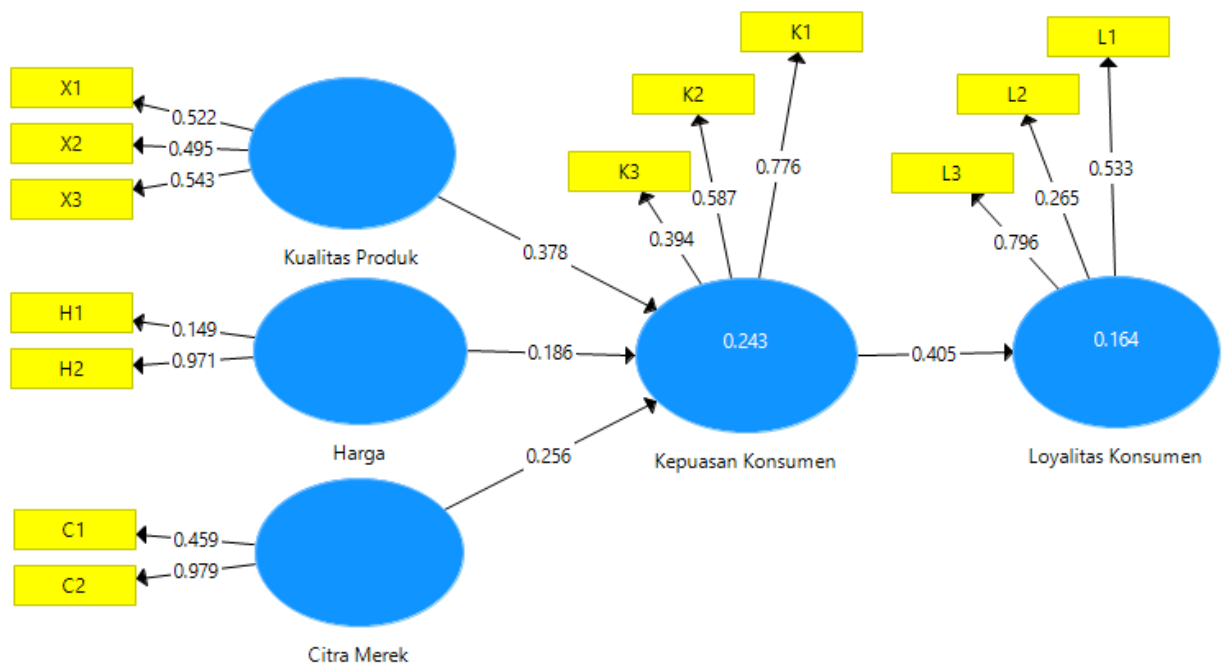 X1
X2
X3
0.522
0.495
0.543
Kualitas Produk
H1
H2
0.149
0.971
Harga
C1
C2
0.459
0.979
Citra Merek
0.378
0.186
0.256
K1
K2
K3
0.776
0.587
0.394
0.243
Kepuasan Konsumen
0.405
L1
L2
L3
0.533
0.265
0.796
0.164
Loyalitas Konsumen